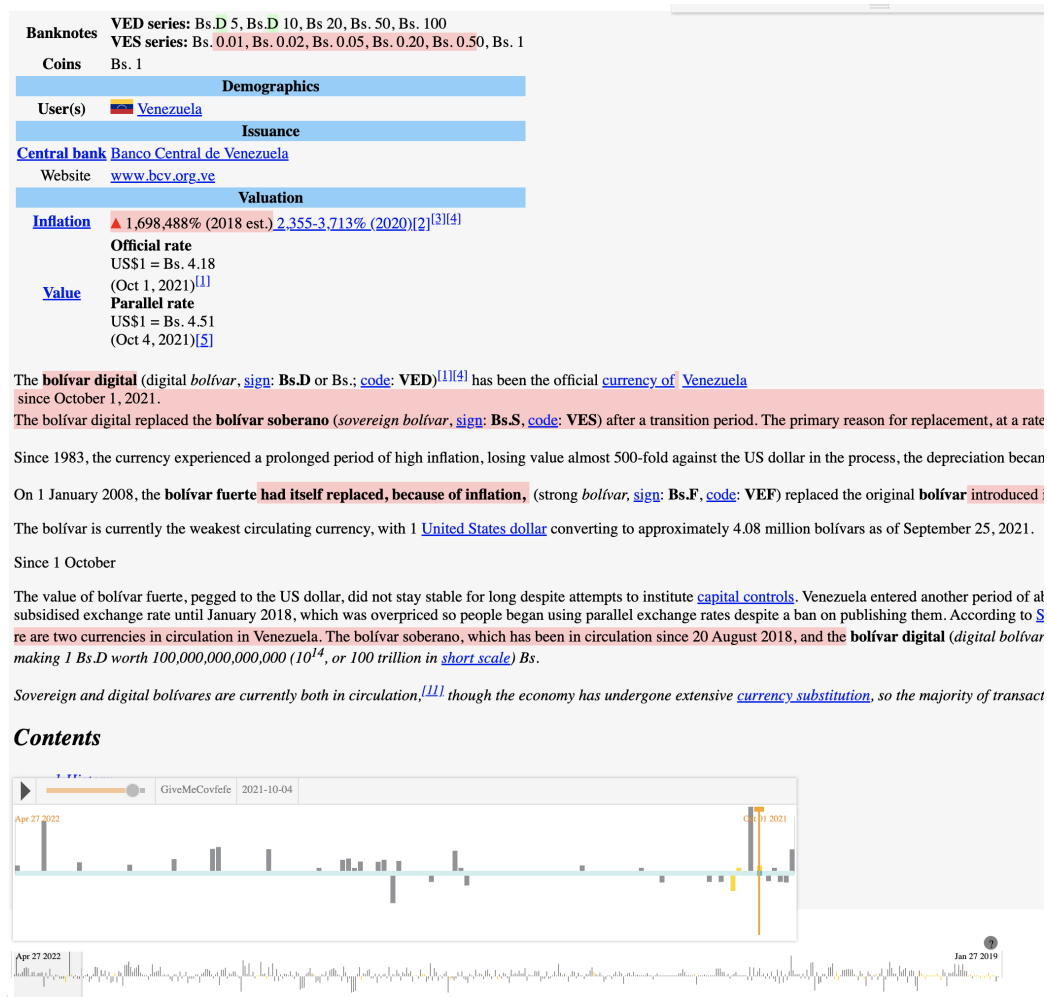 Banknotes VED series: Bs.D 5, Bs.D 10, Bs 20, Bs. 50, Bs. 100
VES series: Bs. 0.01, Bs. 0.02, Bs. 0.05, Bs. 0.20, Bs. 0.50, Bs. 1
Coins Bs. 1
Demographics
User(s) Venezuela
Issuance
Central bank Banco Central de Venezuela
Website www.bcv.org.ve
Valuation
Inflation ▲ 1,698,488% (2018 est.) 2,355-3,713% (2020)[2][3][4]
Value Official rate
US$1 = Bs. 4.18
(Oct 1, 2021)[1]
Parallel rate
US$1 = Bs. 4.51
(Oct 4, 2021)[5]
The bolívar digital (digital bolívar, sign: Bs.D or Bs.; code: VED)[1][4] has been the official currency of Venezuela
since October 1, 2021.
The bolívar digital replaced the bolívar soberano (sovereign bolívar, sign: Bs.S, code: VES) after a transition period. The primary reason for replacement, at a rate
Since 1983, the currency experienced a prolonged period of high inflation, losing value almost 500-fold against the US dollar in the process, the depreciation becam
On 1 January 2008, the bolívar fuerte had itself replaced, because of inflation, (strong bolívar, sign: Bs.F, code: VEF) replaced the original bolívar introduced i
The bolívar is currently the weakest circulating currency, with 1 United States dollar converting to approximately 4.08 million bolívars as of September 25, 2021.
Since 1 October
The value of bolívar fuerte, pegged to the US dollar, did not stay stable for long despite attempts to institute capital controls. Venezuela entered another period of ab
subsidised exchange rate until January 2018, which was overpriced so people began using parallel exchange rates despite a ban on publishing them. According to S
re are two currencies in circulation in Venezuela. The bolívar soberano, which has been in circulation since 20 August 2018, and the bolívar digital (digital bolívar
making 1 Bs.D worth 100,000,000,000,000 (10^14, or 100 trillion in short scale) Bs.
Sovereign and digital bolívares are currently both in circulation,[11] though the economy has undergone extensive currency substitution, so the majority of transact
Contents
1 History
GiveMeCovfefe 2021-10-04
Apr 27 2022 Oct 01 2021
?
Apr 27 2022 Jan 27 2019